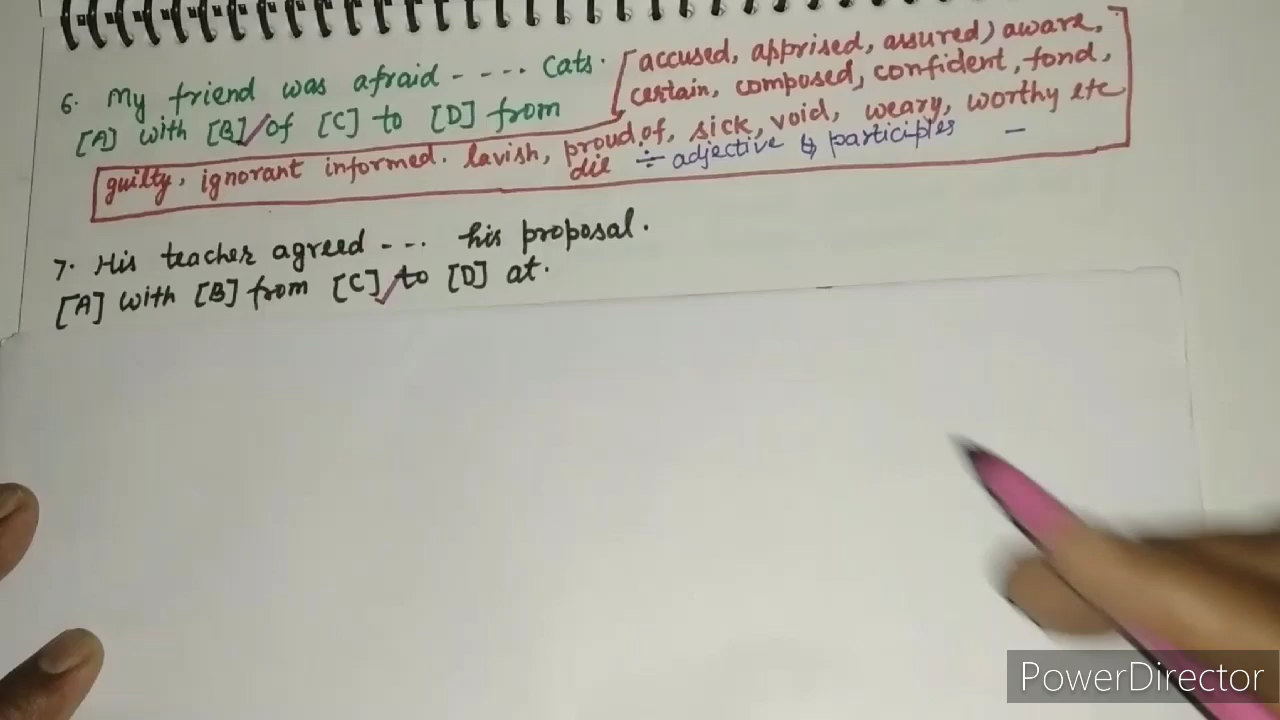 6. My friend was afraid - - - - Cats.
[A] with [B] of [C] to [D] from
[accused, apprised, assured) aware,
certain, composed, confident, fond,
guilty, ignorant informed. lavish, proud of, sick, void, weary, worthy etc
die ÷ adjective & participles -
7. His teacher agreed - - - his proposal.
[A] with [B] from [C] to [D] at.
PowerDirector